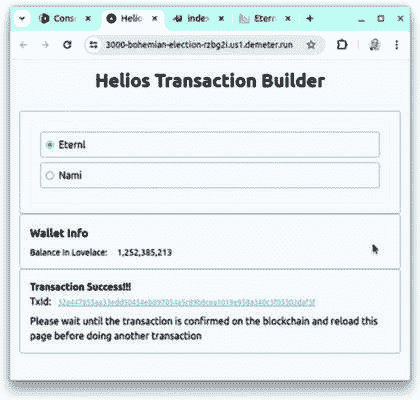 Cons
Helio
index
Etern
3000-bohemian-election-rzbg2i.us1.demeter.run
Helios Transaction Builder
Eternl
Nami
Wallet Info
Balance In Lovelace: 1,252,385,213
Transaction Success!!!
TxId:
Please wait until the transaction is confirmed on the blockchain and reload this
page before doing another transaction